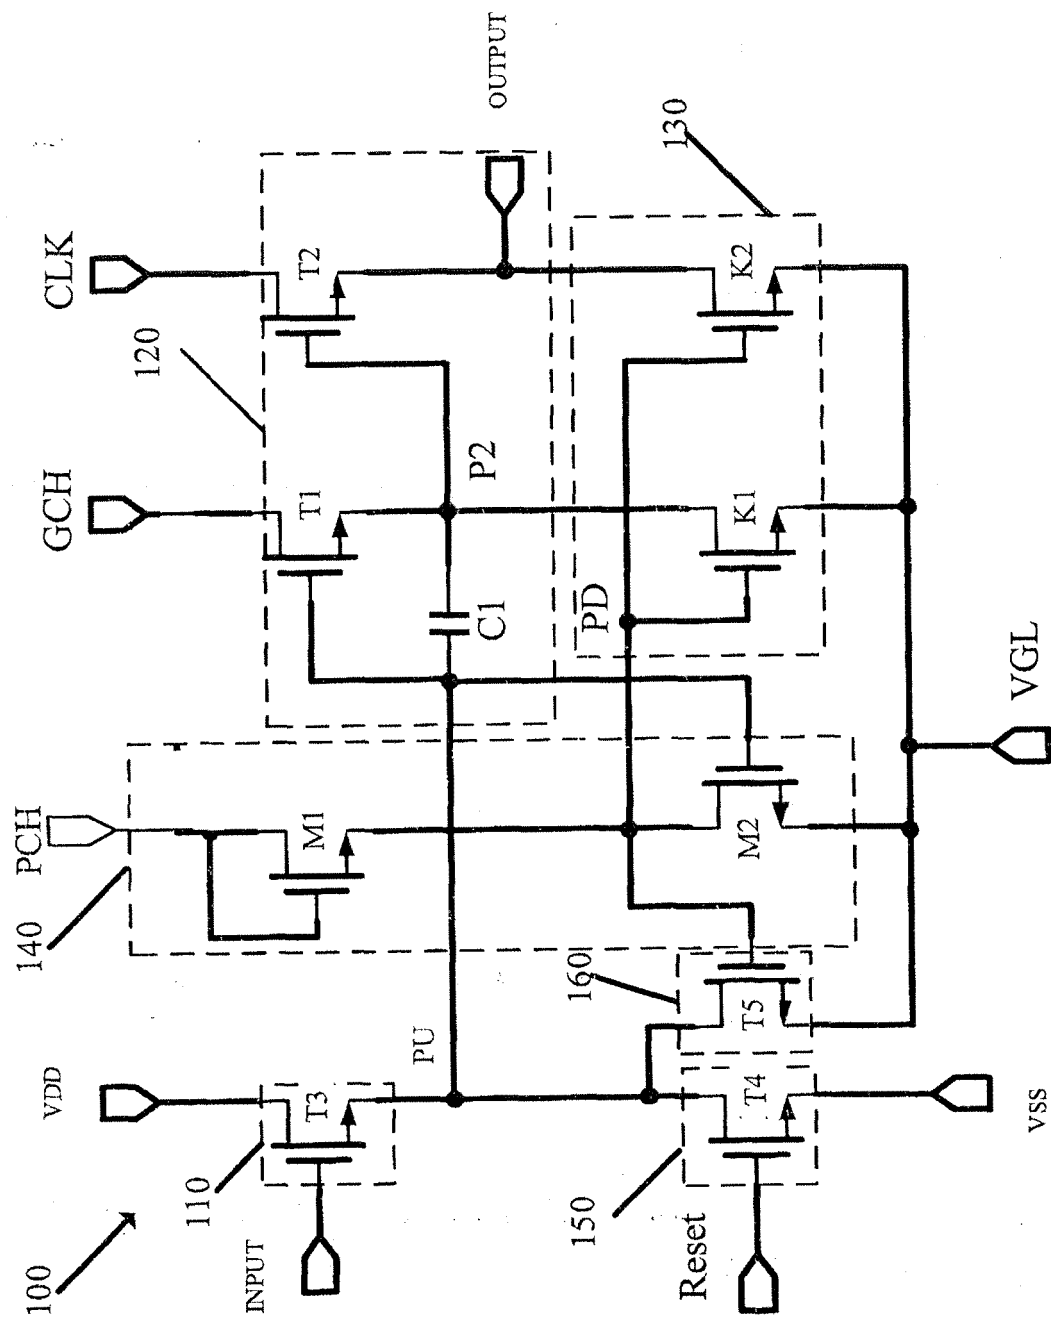 100
INPUT
110
VDD
T3
PU
140
PCH
M1
GCH
T1
120
CLK
T2
C1
P2
OUTPUT
Reset
150
T4
160
T5
M2
PD
K1
K2
130
VSS
VGL